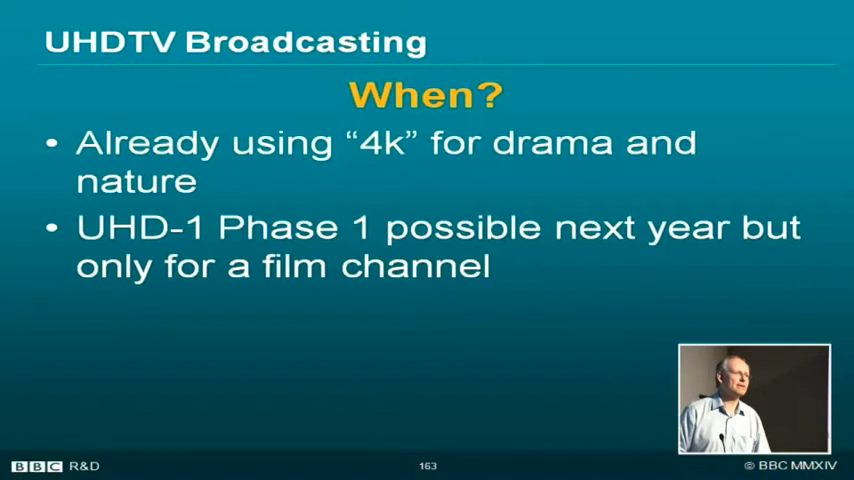 UHDTV Broadcasting
When?
• Already using “4k” for drama and
nature
• UHD-1 Phase 1 possible next year but
only for a film channel
BBC R&D
163
© BBC MMXIV